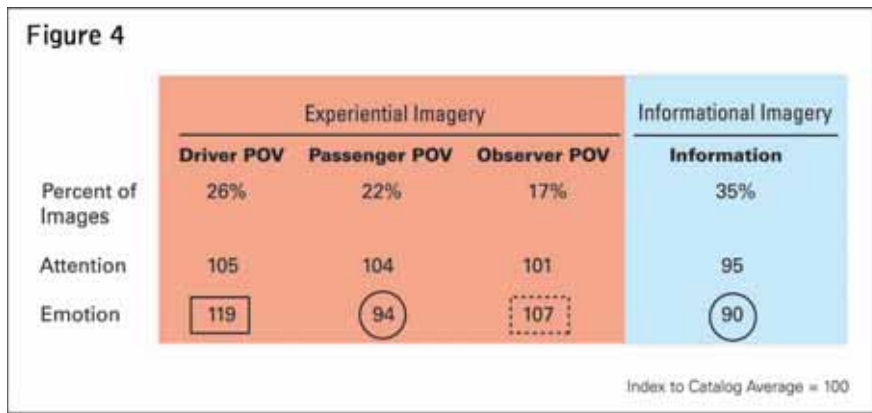 Figure 4
Experiential Imagery Informational Imagery
Driver POV Passenger POV Observer POV Information
Percent of Images 26% 22% 17% 35%
Attention 105 104 101 95
Emotion 119 94 107 90
Index to Catalog Average = 100